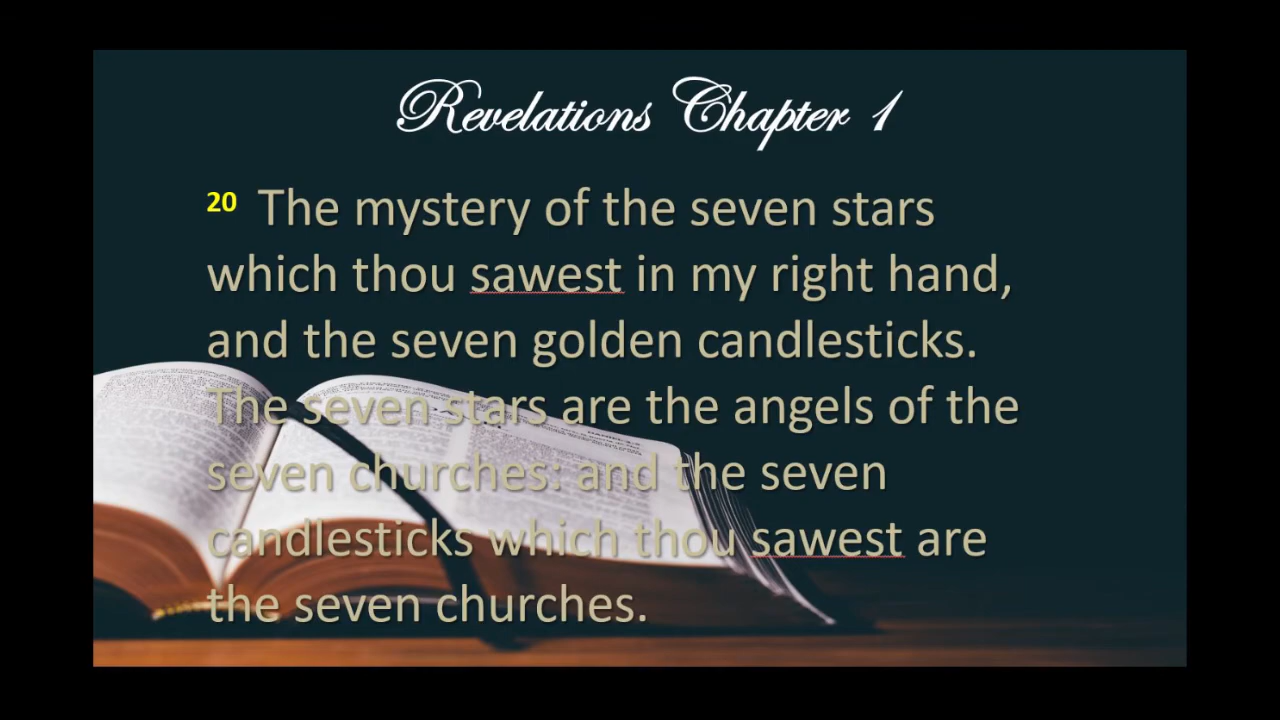 Revelations Chapter 1
20 The mystery of the seven stars
which thou sawest in my right hand,
and the seven golden candlesticks.
The seven stars are the angels of the
seven churches: and the seven
candlesticks which thou sawest are
the seven churches.